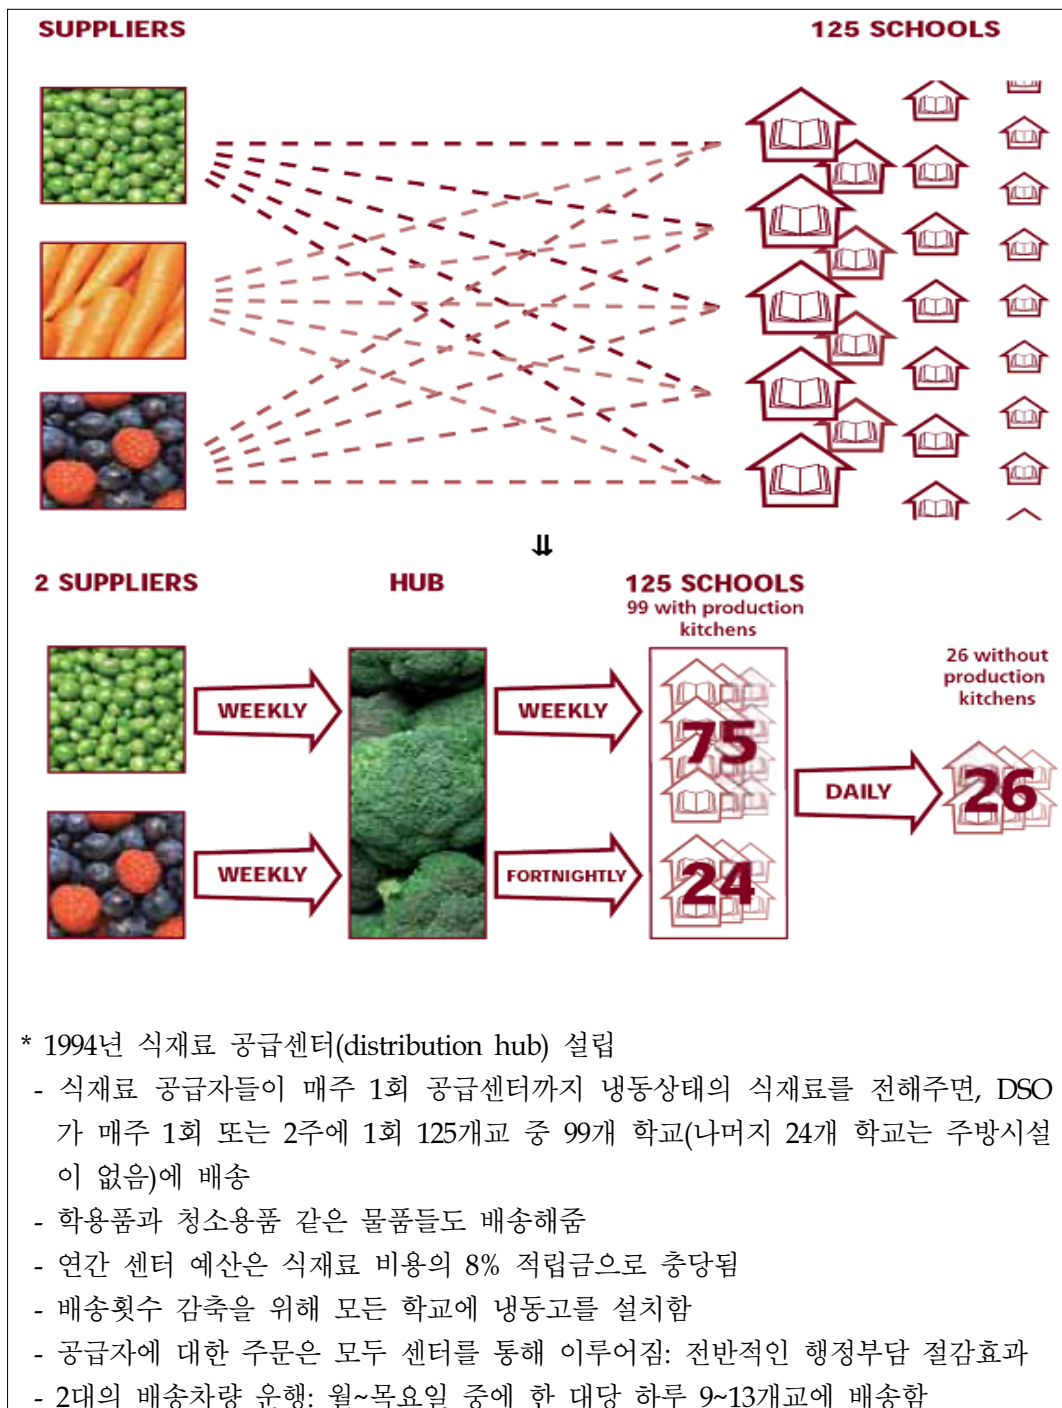 SUPPLIERS
125 SCHOOLS
⇓
2 SUPPLIERS
HUB
125 SCHOOLS
99 with production
kitchens
26 without
production
kitchens
WEEKLY
WEEKLY
75
DAILY
26
WEEKLY
FORTNIGHTLY
24
* 1994년 식재료 공급센터(distribution hub) 설립
- 식재료 공급자들이 매주 1회 공급센터까지 냉동상태의 식재료를 전해주면, DSO
가 매주 1회 또는 2주에 1회 125개교 중 99개 학교(나머지 24개 학교는 주방시설
이 없음)에 배송
- 학용품과 청소용품 같은 물품들도 배송해줌
- 연간 센터 예산은 식재료 비용의 8% 적립금으로 충당됨
- 배송횟수 감축을 위해 모든 학교에 냉동고를 설치함
- 공급자에 대한 주문은 모두 센터를 통해 이루어짐: 전반적인 행정부담 절감효과
- 2대의 배송차량 운행: 월~목요일 중에 한 대당 하루 9~13개교에 배송함